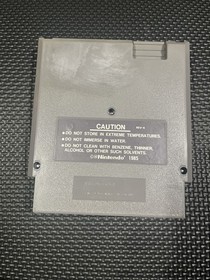 CAUTION
●DO NOT STORE IN EXTREME TEMPERATURES.
●DO NOT IMMERSE IN WATER.
●DO NOT CLEAN WITH BENZENE, THINNER,
ALCOHOL OR OTHER SUCH SOLVENTS.
©Nintendo 1985